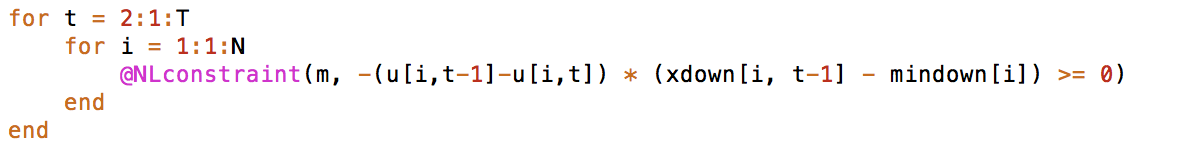 for t = 2:1:T
    for i = 1:1:N
        @NLconstraint(m, -(u[i,t-1]-u[i,t]) * (xdown[i, t-1] - mindown[i]) >= 0)
    end
end